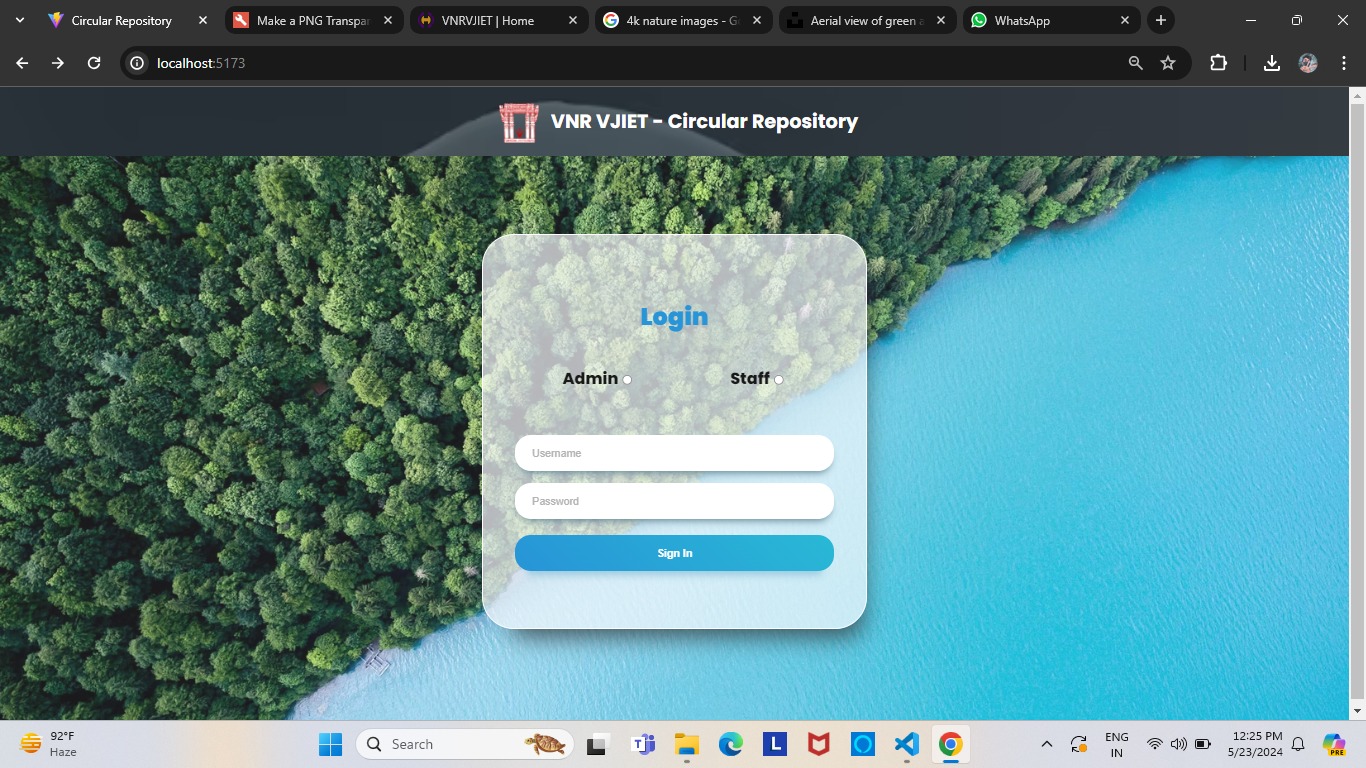 Circular Repository
Make a PNG Transpar
VNRVJIET | Home
4k nature images - G
Aerial view of green a
WhatsApp
localhost:5173
VNR VJIET - Circular Repository
Login
Admin
Staff
Username
Password
Sign In
92°F
Haze
Search
ENG
IN
12:25 PM
5/23/2024
PRE